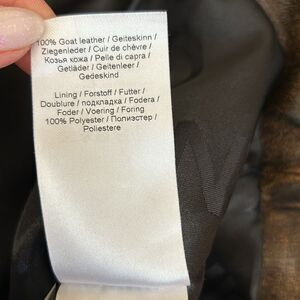 100% Goat leather / Geiteskinn /
Ziegenleder / Cuir de chèvre /
Козья кожа / Pelle di capra /
Getläder / Geitenleer /
Gedeskind
Lining / Forstoff / Futter /
Doublure / подкладка / Fodera /
Foder / Voering / Foring
100% Polyester / Полиэстер /
Poliestere